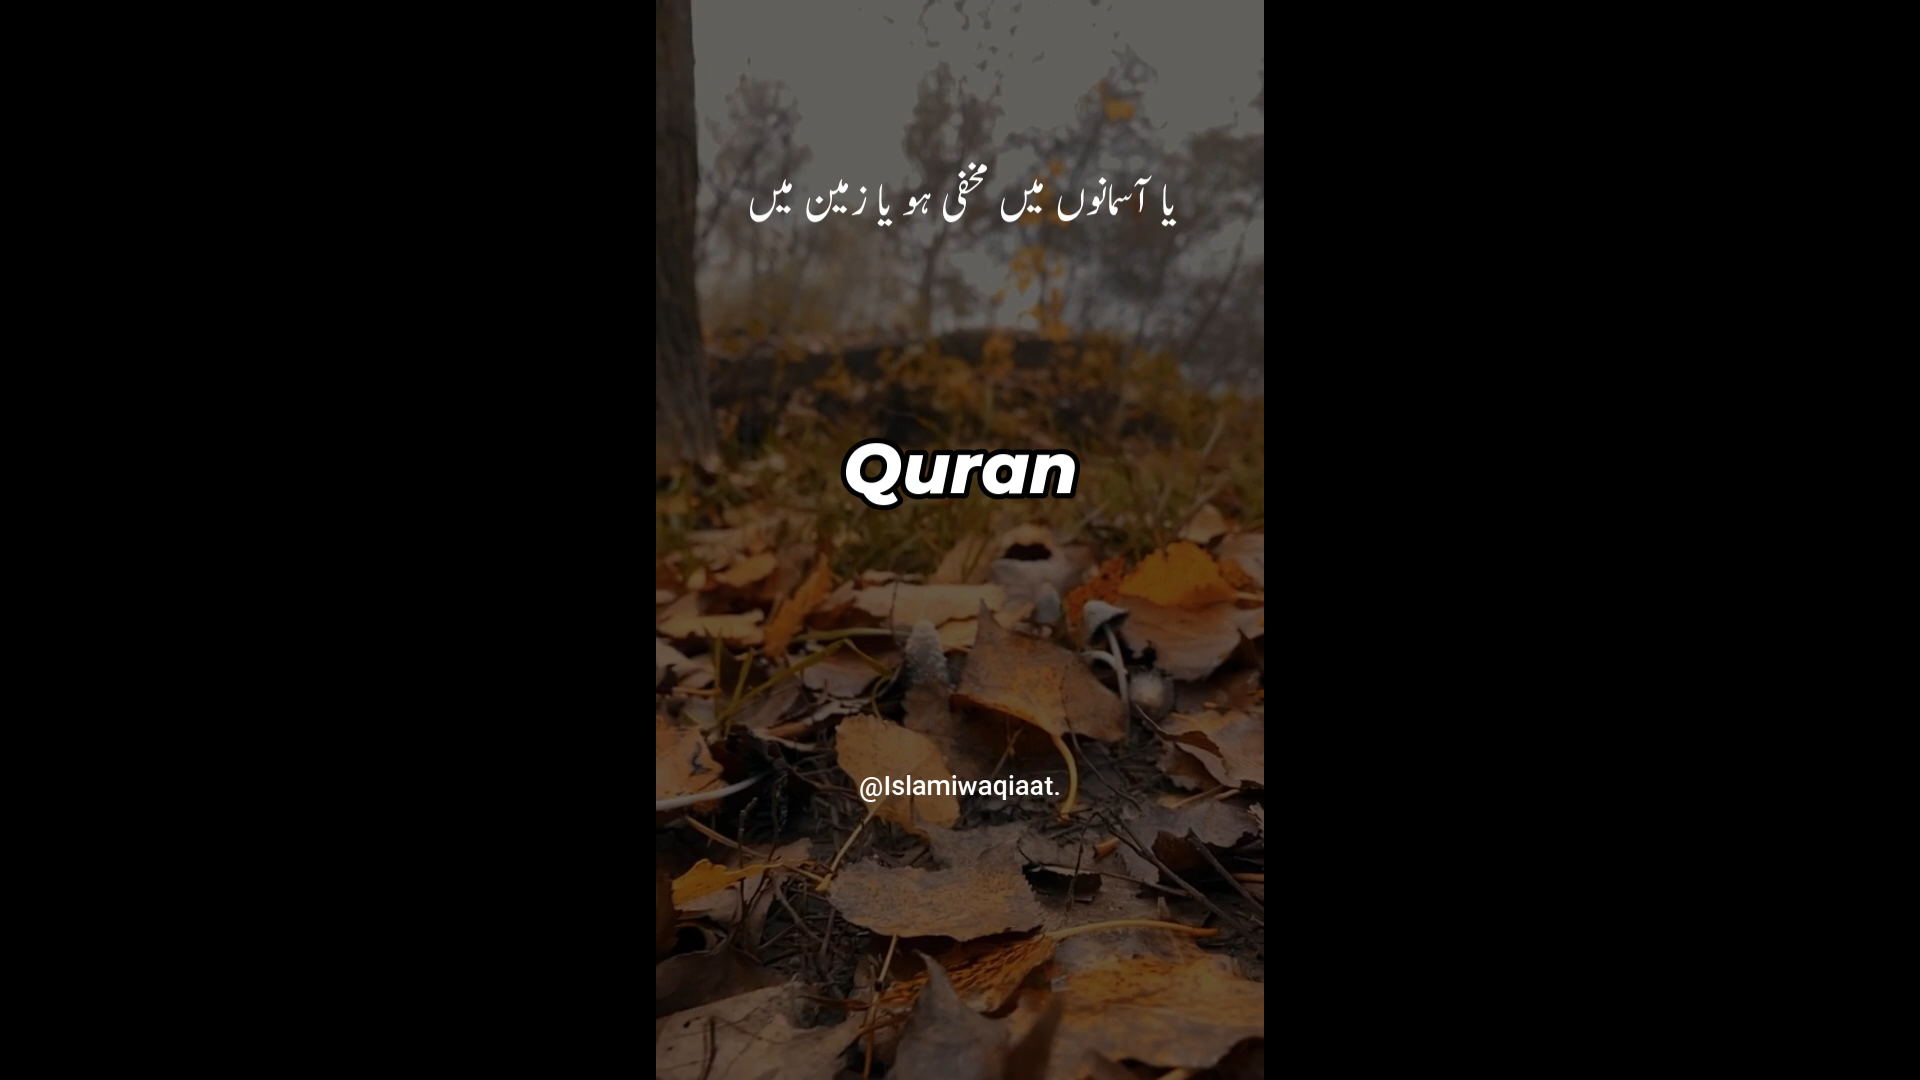 یا آسمانوں میں مخفی ہو یا زمین میں
Quran
@Islamiwaqiaat.